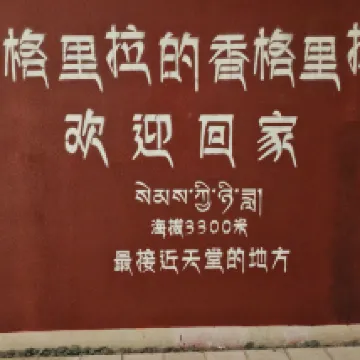 格里拉的香格里拉
欢迎回家
སེམས་ཀྱི་ཉི་ཟླ།
海拔3300米
最接近天堂的地方